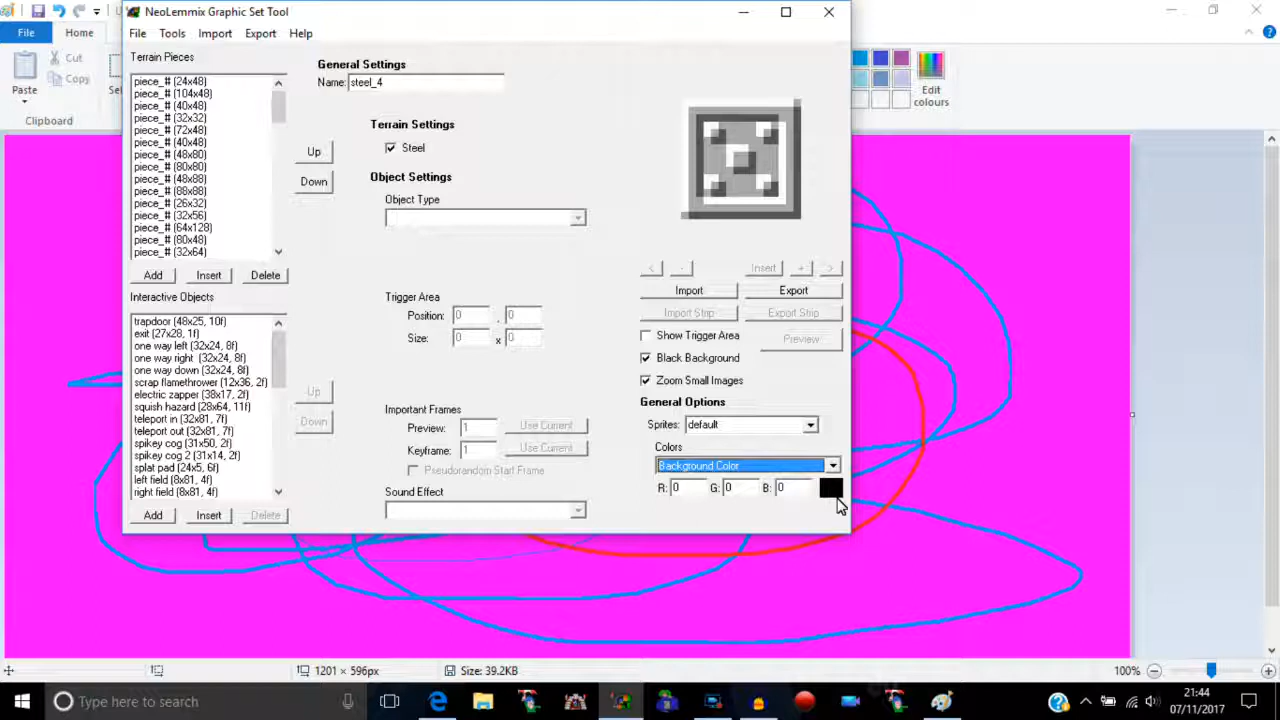 NeoLemmix Graphic Set Tool
File Home
Paste
Cut
Copy
Clipboard
Edit
colours
File Tools Import Export Help
Terrain Pieces
piece_# (24x48)
piece_# (104x48)
piece_# (40x48)
piece_# (32x32)
piece_# (72x48)
piece_# (40x48)
piece_# (48x80)
piece_# (80x80)
piece_# (48x88)
piece_# (88x88)
piece_# (26x32)
piece_# (32x56)
piece_# (64x128)
piece_# (80x48)
piece_# (32x64)
Add Insert Delete
Up
Down
Interactive Objects
trapdoor (48x25, 10f)
exit (27x28, 1f)
one way left (32x24, 8f)
one way right (32x24, 8f)
one way down (32x24, 8f)
scrap flamethrower (12x36, 2f)
electric zapper (38x17, 2f)
squish hazard (28x64, 11f)
teleport in (32x81, 7f)
teleport out (32x81, 7f)
spikey cog (31x50, 2f)
spikey cog 2 (31x14, 2f)
splat pad (24x5, 6f)
left field (8x81, 4f)
right field (8x81, 4f)
Add Insert Delete
Up
Down
General Settings
Name: steel_4
Terrain Settings
Steel
Object Settings
Object Type
Trigger Area
Position: 0 , 0
Size: 0 x 0
Important Frames
Preview: 1 Use Current
Keyframe: 1 Use Current
Pseudorandom Start Frame
Sound Effect
< - Insert + >
Import Export
Import Strip Export Strip
Show Trigger Area Preview
Black Background
Zoom Small Images
General Options
Sprites: default
Colors
Background Color
R: 0 G: 0 B: 0
1201 × 596px Size: 39.2KB 100%
Type here to search
21:44
07/11/2017